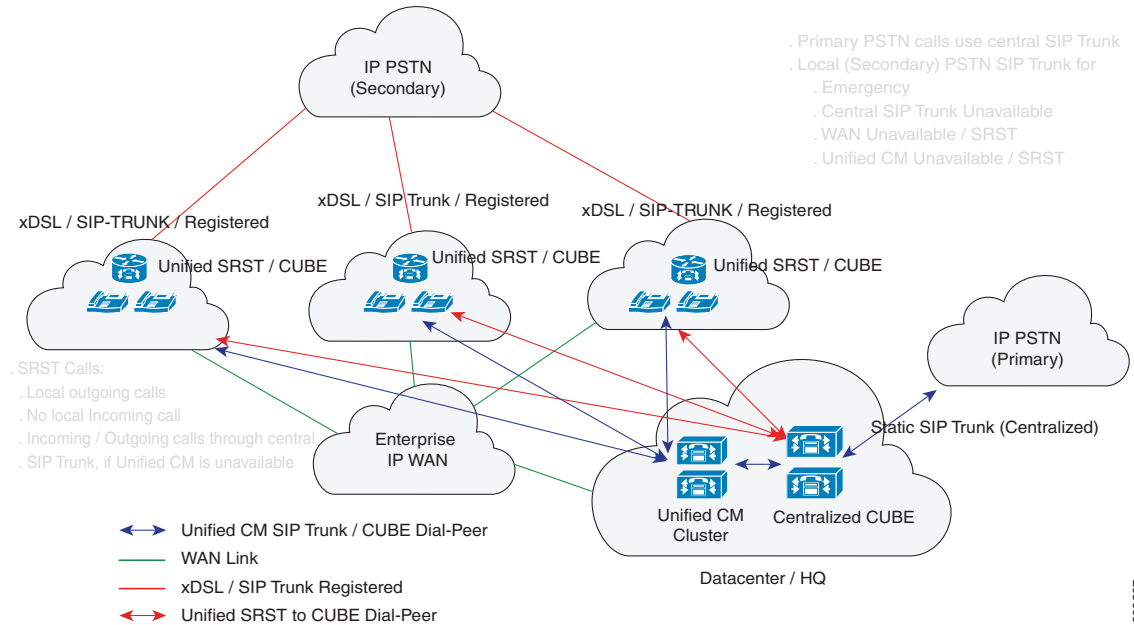 IP PSTN
(Secondary)
. Primary PSTN calls use central SIP Trunk
. Local (Secondary) PSTN SIP Trunk for
. Emergency
. Central SIP Trunk Unavailable
. WAN Unavailable / SRST
. Unified CM Unavailable / SRST
xDSL / SIP-TRUNK / Registered
xDSL / SIP Trunk / Registered
xDSL / SIP-TRUNK / Registered
Unified SRST / CUBE
Unified SRST / CUBE
Unified SRST / CUBE
IP PSTN
(Primary)
. SRST Calls:
. Local outgoing calls
. No local Incoming call
. Incoming / Outgoing calls through central
. SIP Trunk, if Unified CM is unavailable
Enterprise
IP WAN
Static SIP Trunk (Centralized)
Unified CM
Cluster
Centralized CUBE
Datacenter / HQ
Unified CM SIP Trunk / CUBE Dial-Peer
WAN Link
xDSL / SIP Trunk Registered
Unified SRST to CUBE Dial-Peer